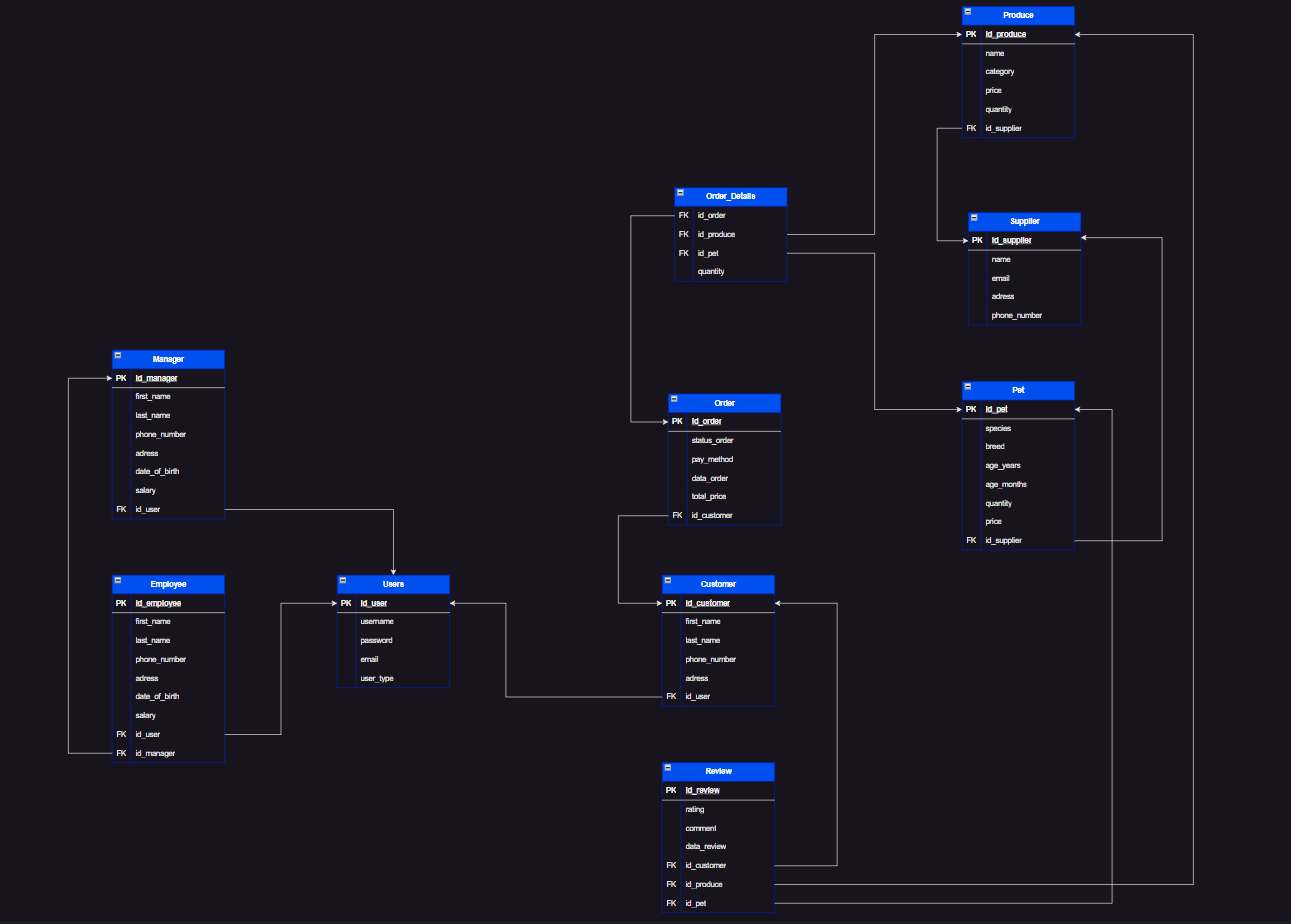 Produce
PK id_produce
name
category
price
quantity
FK id_supplier
Order_Details
FK id_order
FK id_produce
FK id_pet
quantity
Supplier
PK id_supplier
name
email
adress
phone_number
Manager
PK id_manager
first_name
last_name
phone_number
adress
date_of_birth
salary
FK id_user
Order
PK id_order
status_order
pay_method
data_order
total_price
FK id_customer
Pet
PK id_pet
species
breed
age_years
age_months
quantity
price
FK id_supplier
Employee
PK id_employee
first_name
last_name
phone_number
adress
date_of_birth
salary
FK id_user
FK id_manager
Users
PK id_user
username
password
email
user_type
Customer
PK id_customer
first_name
last_name
phone_number
adress
FK id_user
Review
PK id_review
rating
comment
data_review
FK id_customer
FK id_produce
FK id_pet